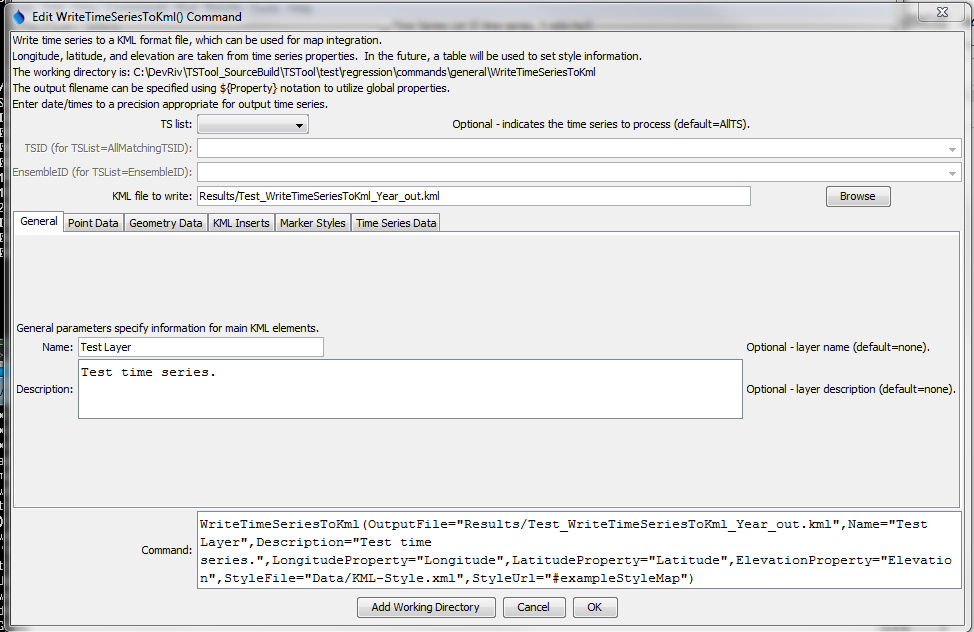 Edit WriteTimeSeriesToKml() Command
Write time series to a KML format file, which can be used for map integration.
Longitude, latitude, and elevation are taken from time series properties.  In the future, a table will be used to set style information.
The working directory is: C:\DevRiv\TSTool_SourceBuild\TSTool\test\regression\commands\general\WriteTimeSeriesToKml
The output filename can be specified using ${Property} notation to utilize global properties.
Enter date/times to a precision appropriate for output time series.
TS list: Optional - indicates the time series to process (default=AllTS).
TSID (for TSList=AllMatchingTSID):
EnsembleID (for TSList=EnsembleID):
KML file to write: Results/Test_WriteTimeSeriesToKml_Year_out.kml Browse
General Point Data Geometry Data KML Inserts Marker Styles Time Series Data
General parameters specify information for main KML elements.
Name: Test Layer Optional - layer name (default=none).
Test time series.
Description: Optional - layer description (default=none).
WriteTimeSeriesToKml(OutputFile="Results/Test_WriteTimeSeriesToKml_Year_out.kml",Name="Test
Layer",Description="Test time
Command: series.",LongitudeProperty="Longitude",LatitudeProperty="Latitude",ElevationProperty="Elevatio
n",StyleFile="Data/KML-Style.xml",StyleUrl="#exampleStyleMap")
Add Working Directory Cancel OK